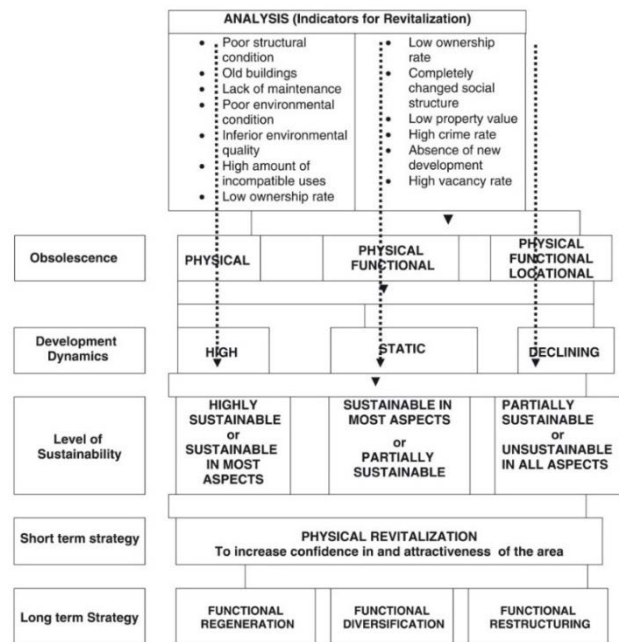 ANALYSIS (Indicators for Revitalization)
• Poor structural
condition
• Old buildings
• Lack of maintenance
• Poor environmental
condition
• Inferior environmental
quality
• High amount of
incompatible uses
• Low ownership rate
• Low ownership
rate
• Completely
changed social
structure
• Low property value
• High crime rate
• Absence of new
development
• High vacancy rate
Obsolescence
PHYSICAL
PHYSICAL
FUNCTIONAL
PHYSICAL
FUNCTIONAL
LOCATIONAL
Development
Dynamics
HIGH
STATIC
DECLINING
Level of
Sustainability
HIGHLY
SUSTAINABLE
or
SUSTAINABLE
IN MOST
ASPECTS
SUSTAINABLE IN
MOST ASPECTS
or
PARTIALLY
SUSTAINABLE
PARTIALLY
SUSTAINABLE
or
UNSUSTAINABLE
IN ALL ASPECTS
Short term strategy
PHYSICAL REVITALIZATION
To increase confidence in and attractiveness of the area
Long term Strategy
FUNCTIONAL
REGENERATION
FUNCTIONAL
DIVERSIFICATION
FUNCTIONAL
RESTRUCTURING